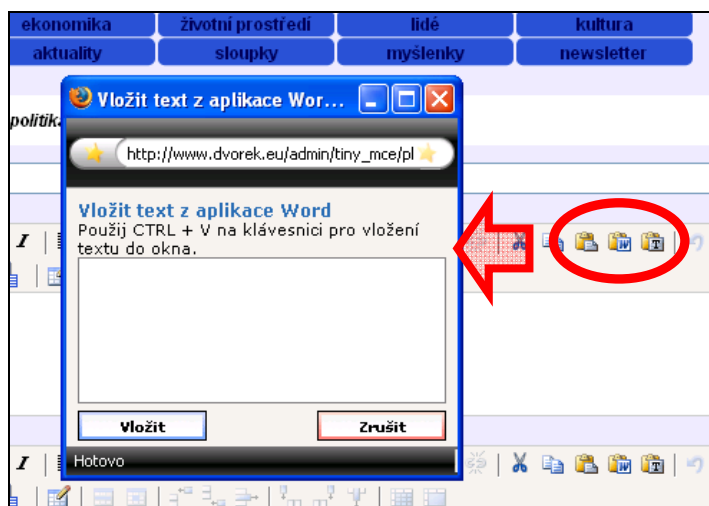 ekonomika životní prostředí lidé kultura
aktuality sloupky myšlenky newsletter
Vložit text z aplikace Wor...
politik
http://www.dvorek.eu/admin/tiny_mce/pl
Vložit text z aplikace Word
Použij CTRL + V na klávesnici pro vložení
textu do okna.
I
W T
Vložit Zrušit
Hotovo
I
W T